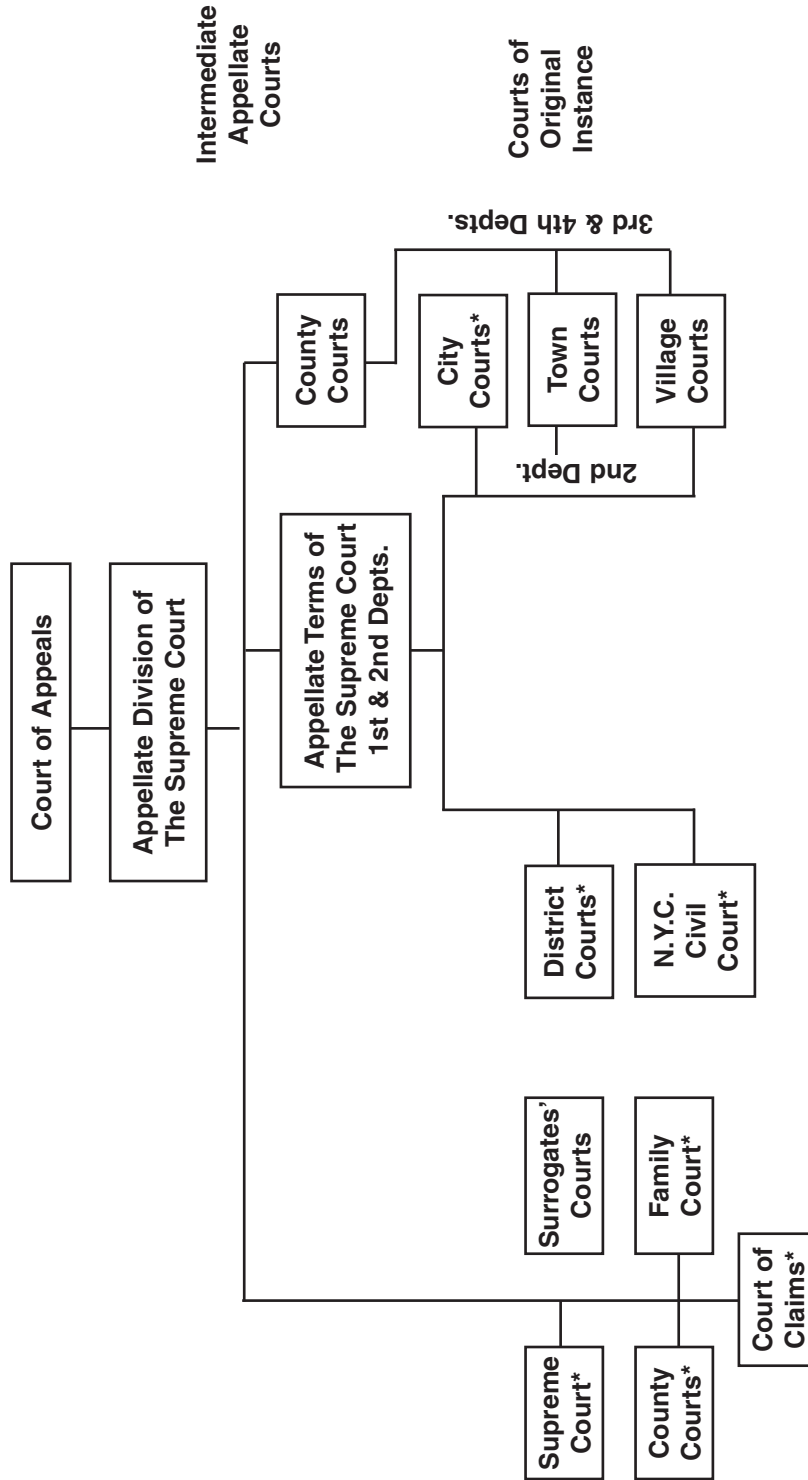 Court of Appeals
Appellate Division of
The Supreme Court
Intermediate
Appellate
Courts
Appellate Terms of
The Supreme Court
1st & 2nd Depts.
County
Courts
Courts of
Original
Instance
Supreme
Court*
Surrogates’
Courts
County
Courts*
Family
Court*
Court of
Claims*
District
Courts*
N.Y.C.
Civil
Court*
2nd Dept.
City
Courts*
Town
Courts
Village
Courts
3rd & 4th Depts.